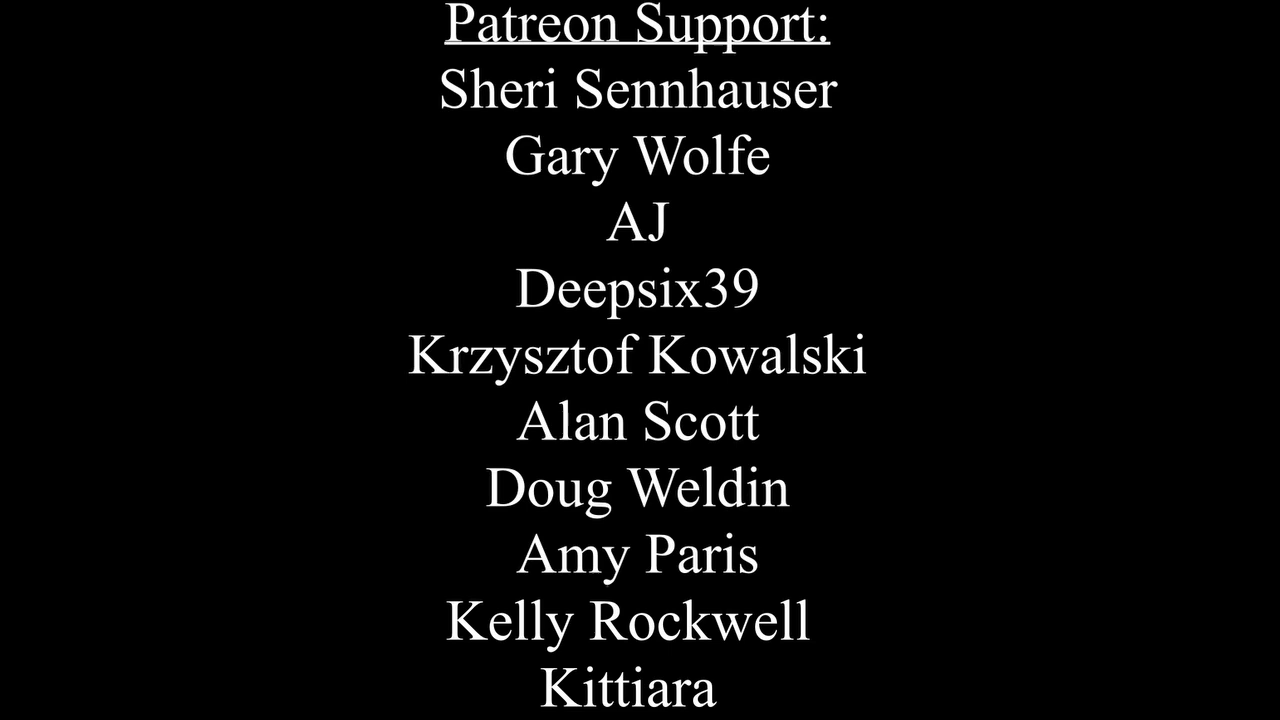 Patreon Support:
Sheri Sennhauser
Gary Wolfe
AJ
Deepsix39
Krzysztof Kowalski
Alan Scott
Doug Weldin
Amy Paris
Kelly Rockwell
Kittiara